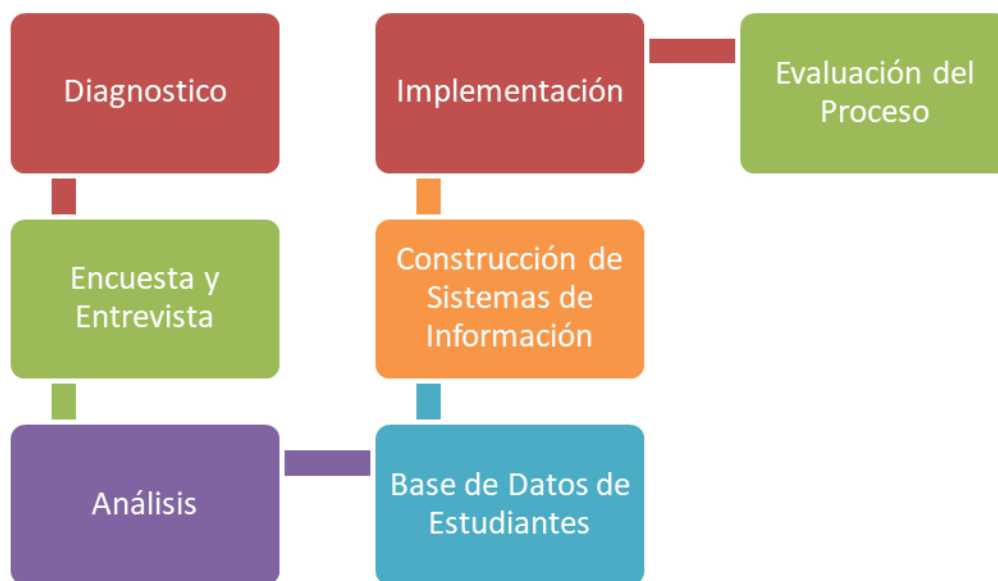 Diagnostico
Encuesta y
Entrevista
Análisis
Base de Datos de
Estudiantes
Construcción de
Sistemas de
Información
Implementación
Evaluación del
Proceso